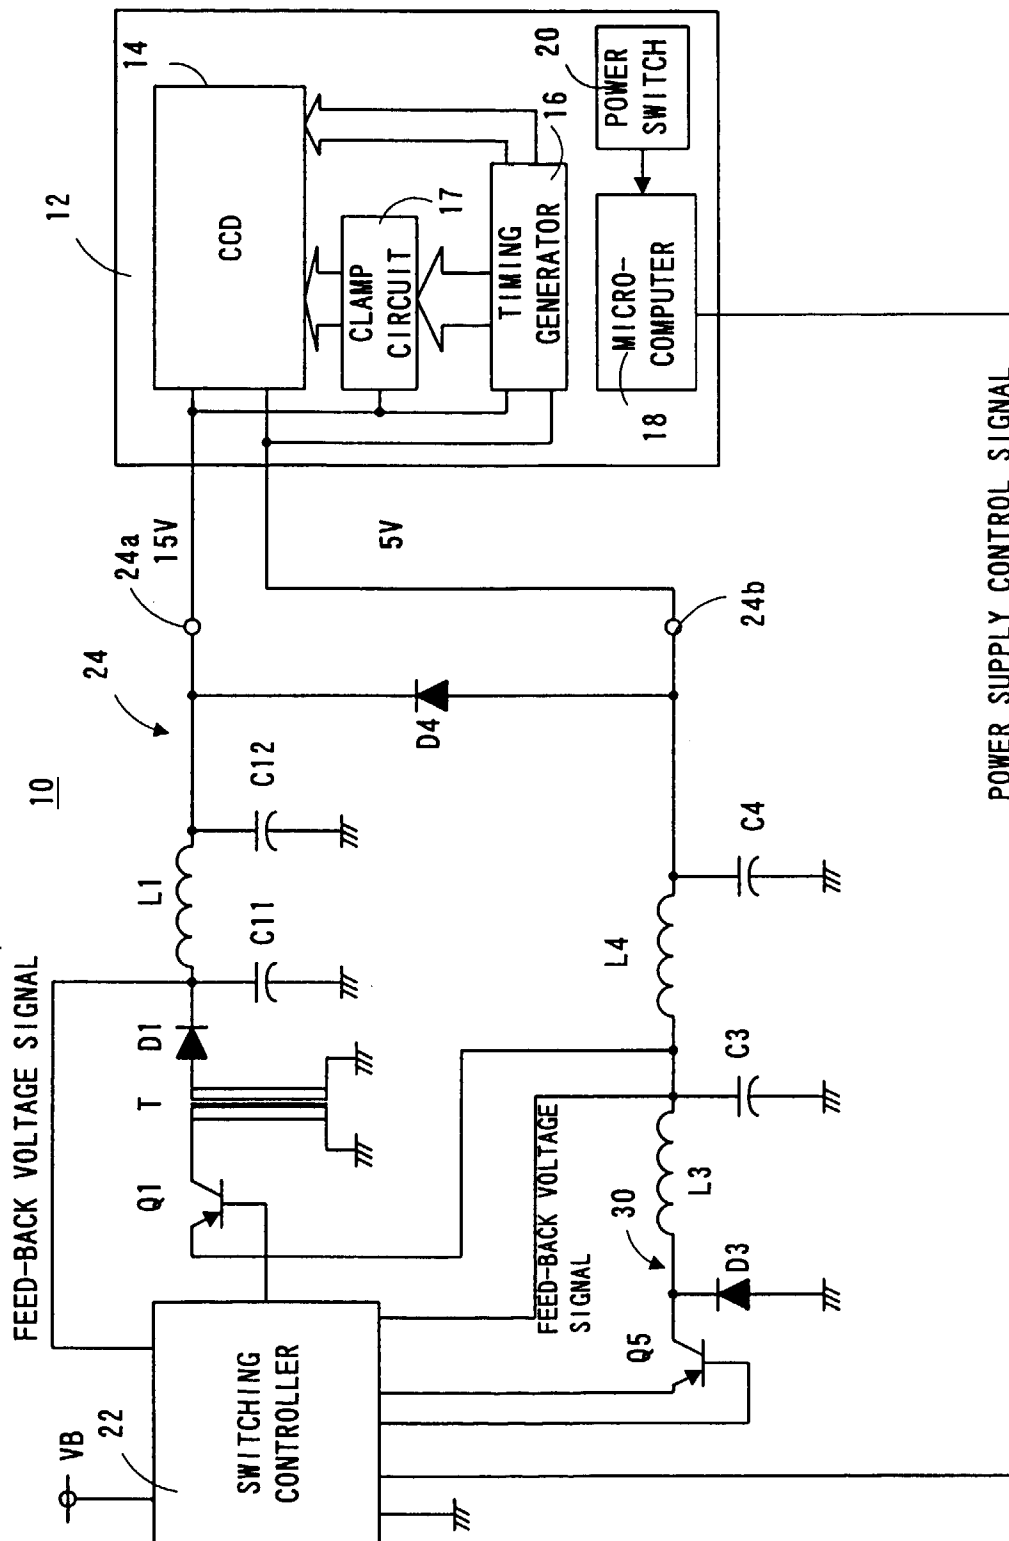 10
12
14
CCD
CLAMP
CIRCUIT
17
TIMING
GENERATOR
16
POWER
SWITCH
20
MICRO-
COMPUTER
18
24a
15V
5V
24b
24
D4
C12
L1
C11
D1
T
Q1
FEED-BACK VOLTAGE SIGNAL
VB
22
SWITCHING
CONTROLLER
FEED-BACK VOLTAGE
SIGNAL
30
Q5
D3
L3
C3
L4
C4
POWER SUPPLY CONTROL SIGNAL